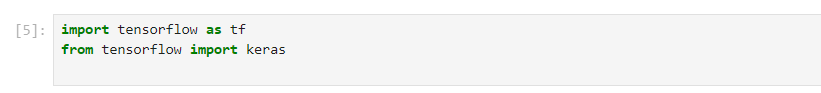 [5]: import tensorflow as tf
from tensorflow import keras